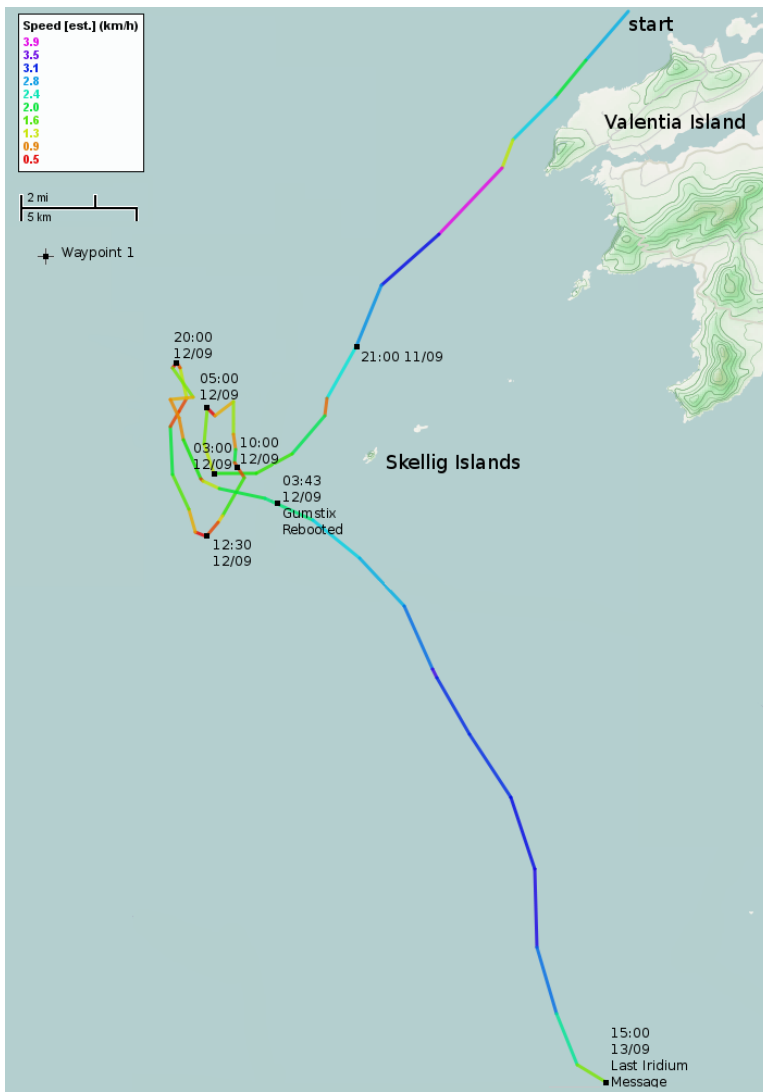 Speed [est.] (km/h)
3.9
3.5
3.1
2.8
2.4
2.0
1.6
1.3
0.9
0.5
start
Valentia Island
2 mi
5 km
Waypoint 1
20:00
12/09
21:00 11/09
05:00
12/09
03:00
12/09
10:00
12/09
Skellig Islands
03:43
12/09
Gumstix
Rebooted
12:30
12/09
15:00
13/09
Last Iridium
Message